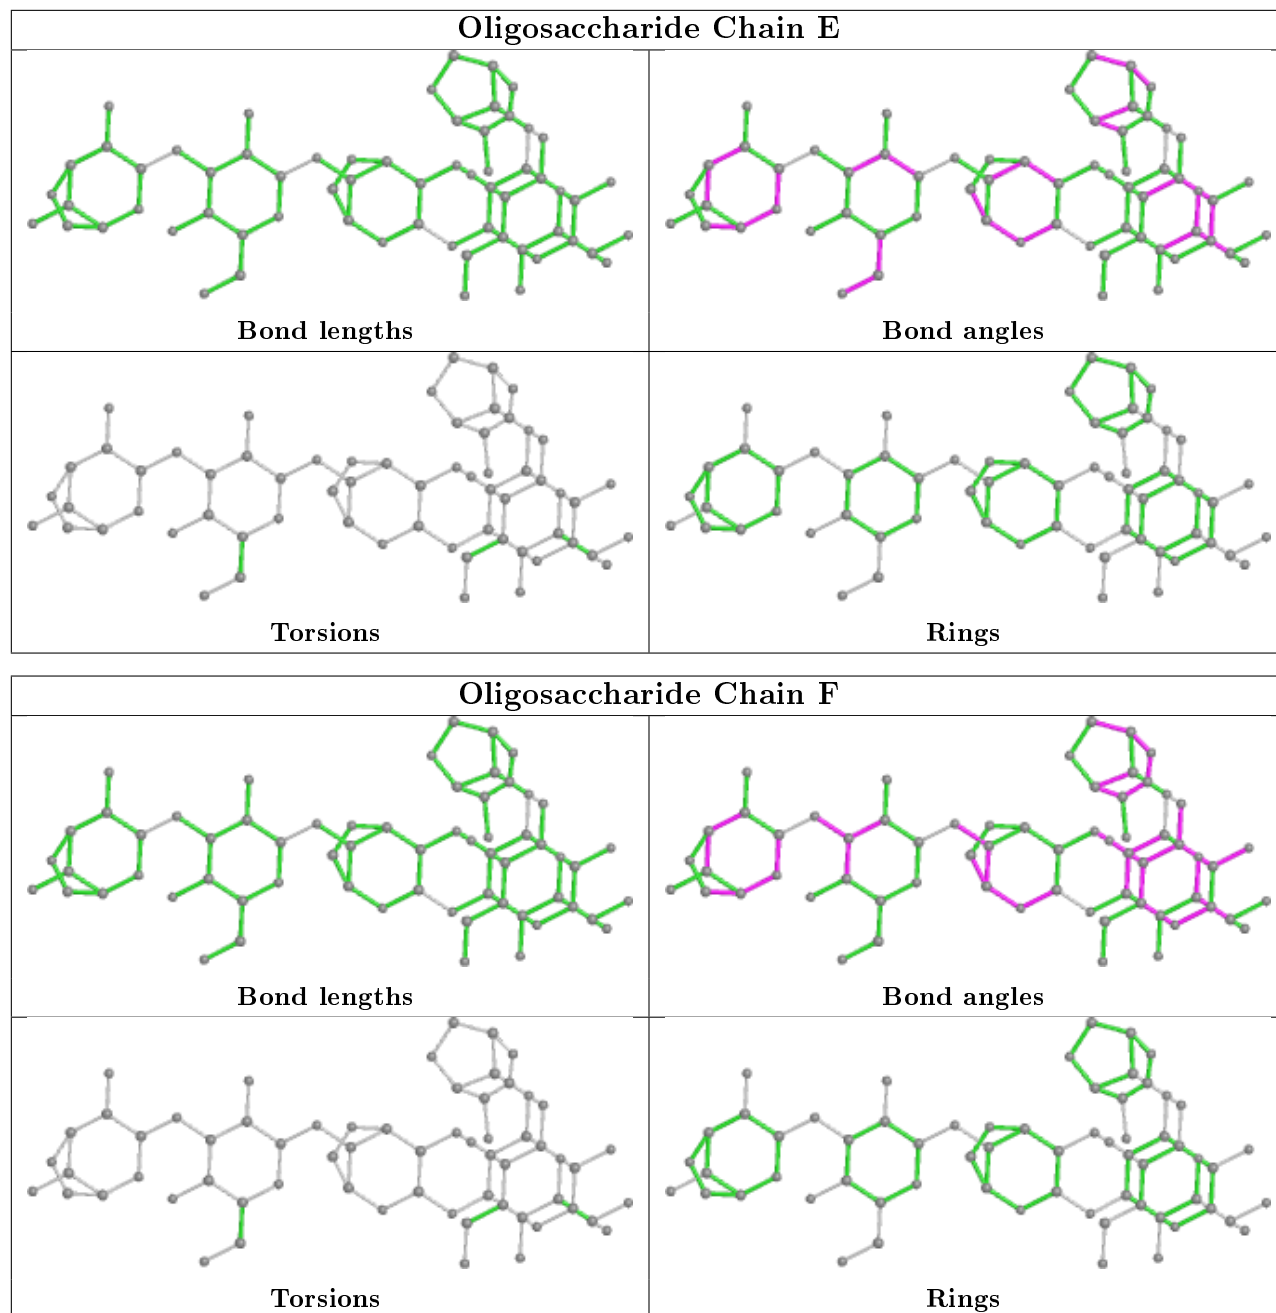 Oligosaccharide Chain E
Bond lengths
Bond angles
Torsions
Rings
Oligosaccharide Chain F
Bond lengths
Bond angles
Torsions
Rings